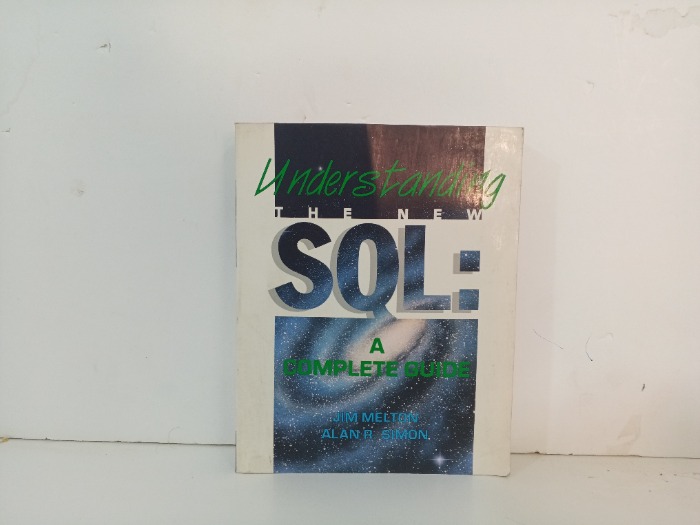 Understanding
THE NEW
SQL:
A
COMPLETE GUIDE
JIM MELTON
ALAN R. SIMON